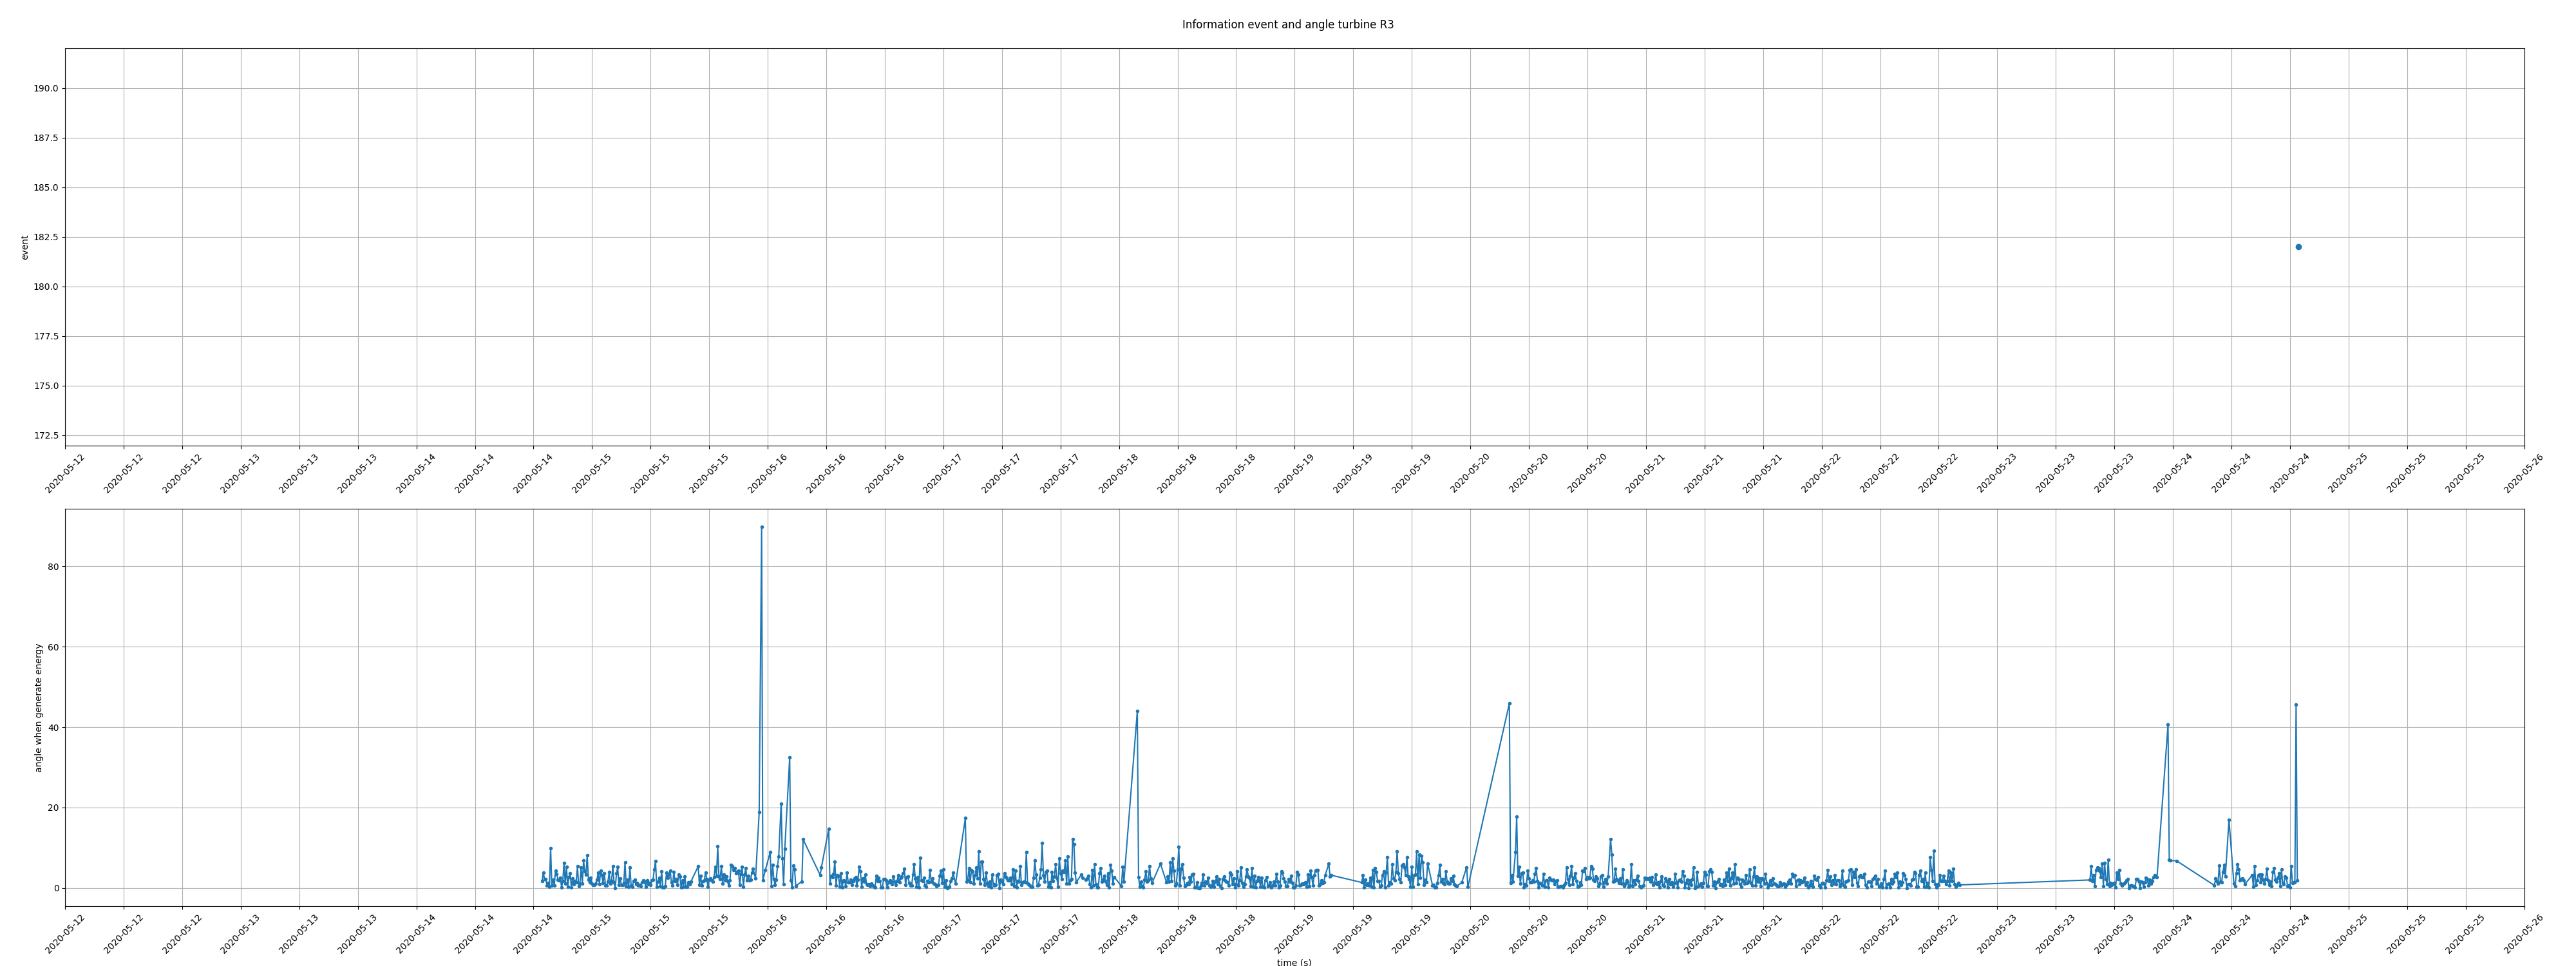 Information event and angle turbine R3
190.0
187.5
185.0
182.5
180.0
177.5
175.0
172.5
event
2020-05-12 2020-05-12 2020-05-12 2020-05-13 2020-05-13 2020-05-13 2020-05-14 2020-05-14 2020-05-14 2020-05-15 2020-05-15 2020-05-15 2020-05-16 2020-05-16 2020-05-16 2020-05-17 2020-05-17 2020-05-17 2020-05-18 2020-05-18 2020-05-18 2020-05-19 2020-05-19 2020-05-19 2020-05-20 2020-05-20 2020-05-20 2020-05-21 2020-05-21 2020-05-21 2020-05-22 2020-05-22 2020-05-22 2020-05-23 2020-05-23 2020-05-23 2020-05-24 2020-05-24 2020-05-24 2020-05-25 2020-05-25 2020-05-25 2020-05-26
80
60
40
20
0
angle when generate energy
2020-05-12 2020-05-12 2020-05-12 2020-05-13 2020-05-13 2020-05-13 2020-05-14 2020-05-14 2020-05-14 2020-05-15 2020-05-15 2020-05-15 2020-05-16 2020-05-16 2020-05-16 2020-05-17 2020-05-17 2020-05-17 2020-05-18 2020-05-18 2020-05-18 2020-05-19 2020-05-19 2020-05-19 2020-05-20 2020-05-20 2020-05-20 2020-05-21 2020-05-21 2020-05-21 2020-05-22 2020-05-22 2020-05-22 2020-05-23 2020-05-23 2020-05-23 2020-05-24 2020-05-24 2020-05-24 2020-05-25 2020-05-25 2020-05-25 2020-05-26
time (s)